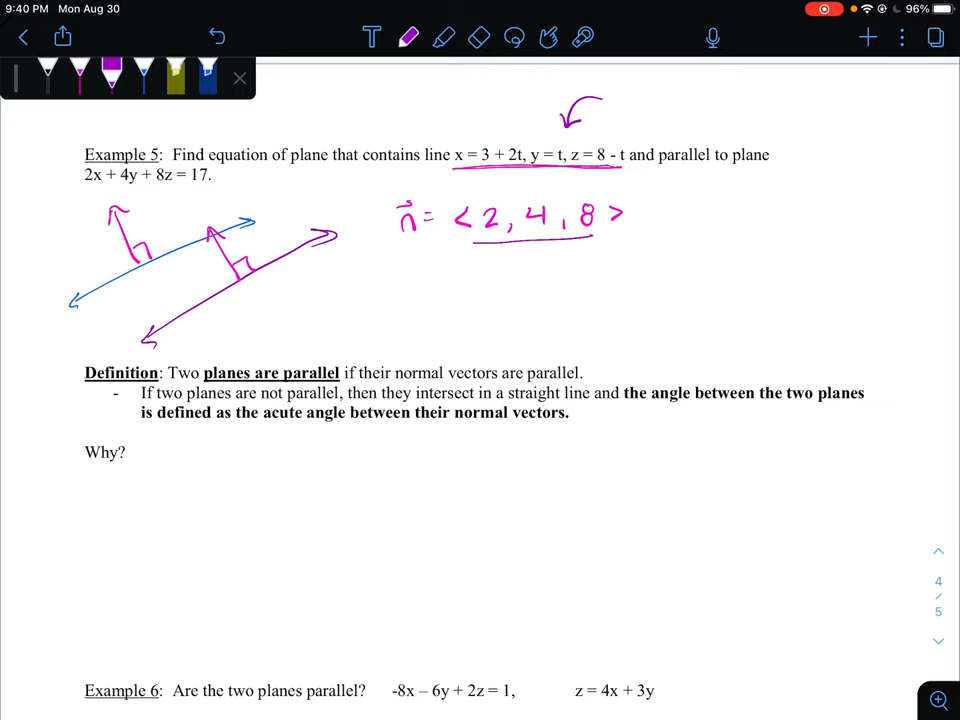 9:40 PM Mon Aug 30
96%
Example 5: Find equation of plane that contains line x = 3 + 2t, y = t, z = 8 - t and parallel to plane
2x + 4y + 8z = 17.
n⃗ = < 2, 4, 8 >
Definition: Two planes are parallel if their normal vectors are parallel.
- If two planes are not parallel, then they intersect in a straight line and the angle between the two planes
is defined as the acute angle between their normal vectors.
Why?
4
/
5
Example 6: Are the two planes parallel? -8x – 6y + 2z = 1, z = 4x + 3y